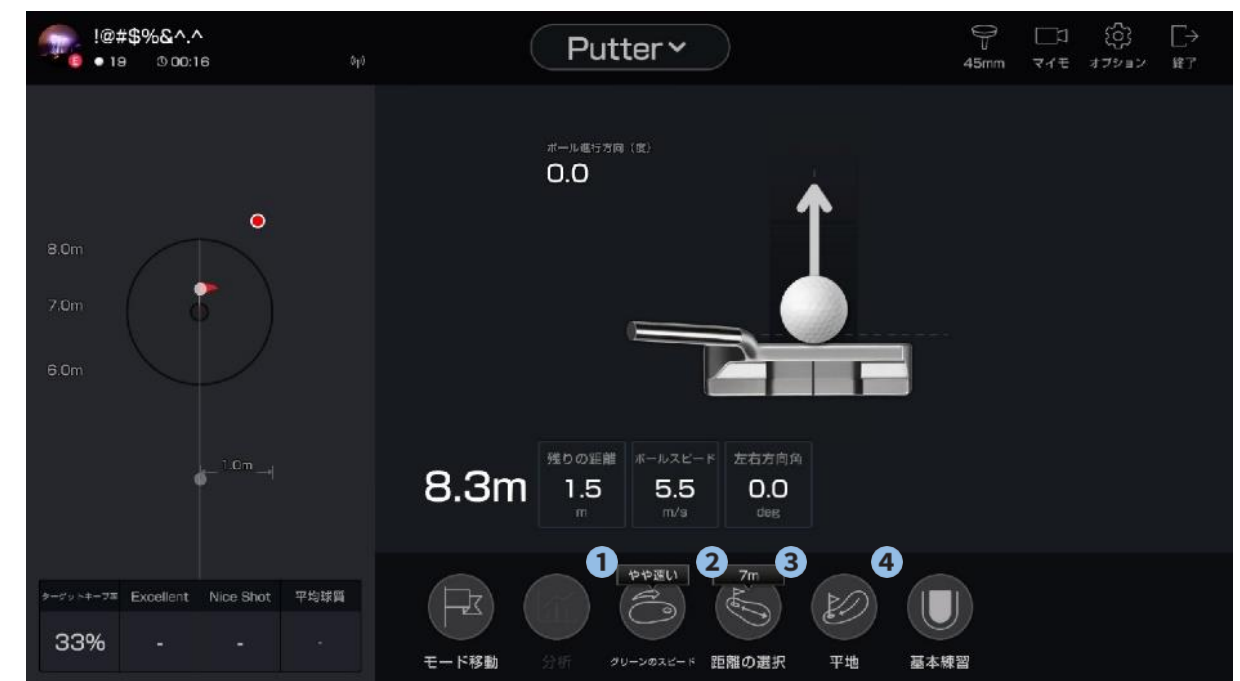 !@#$%&^.^
E
19 00:16
Putter
45mm
マイモ
オプション
終了
ボール進行方向（度）
0.0
8.0m
7.0m
6.0m
1.0m
8.3m
残りの距離
1.5
m
ボールスピード
5.5
m/s
左右方向角
0.0
deg
ターゲットキープ率 Excellent Nice Shot 平均球質
33% - - -
1 2 3 4
やや速い
7m
モード移動
分析
グリーンのスピード
距離の選択
平地
基本練習